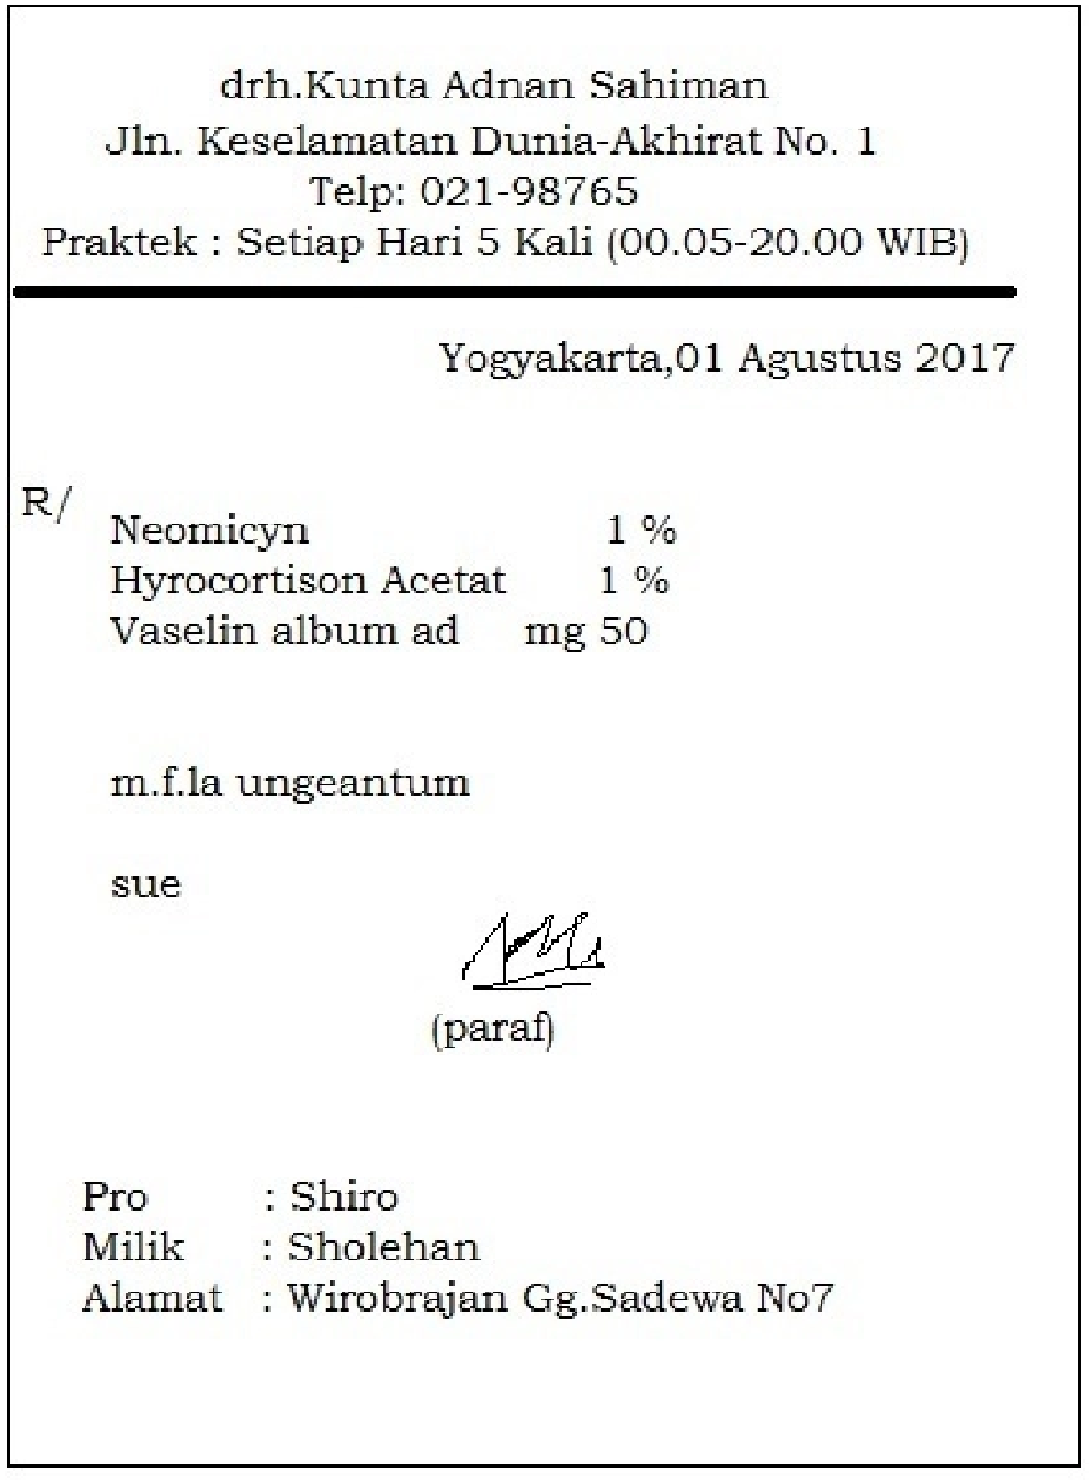 drh.Kunta Adnan Sahiman
Jln. Keselamatan Dunia-Akhirat No. 1
Telp: 021-98765
Praktek : Setiap Hari 5 Kali (00.05-20.00 WIB)
Yogyakarta,01 Agustus 2017
R/
Neomicyn 1 %
Hyrocortison Acetat 1 %
Vaselin album ad mg 50
m.f.la ungeantum
sue
(paraf)
Pro : Shiro
Milik : Sholehan
Alamat : Wirobrajan Gg.Sadewa No7